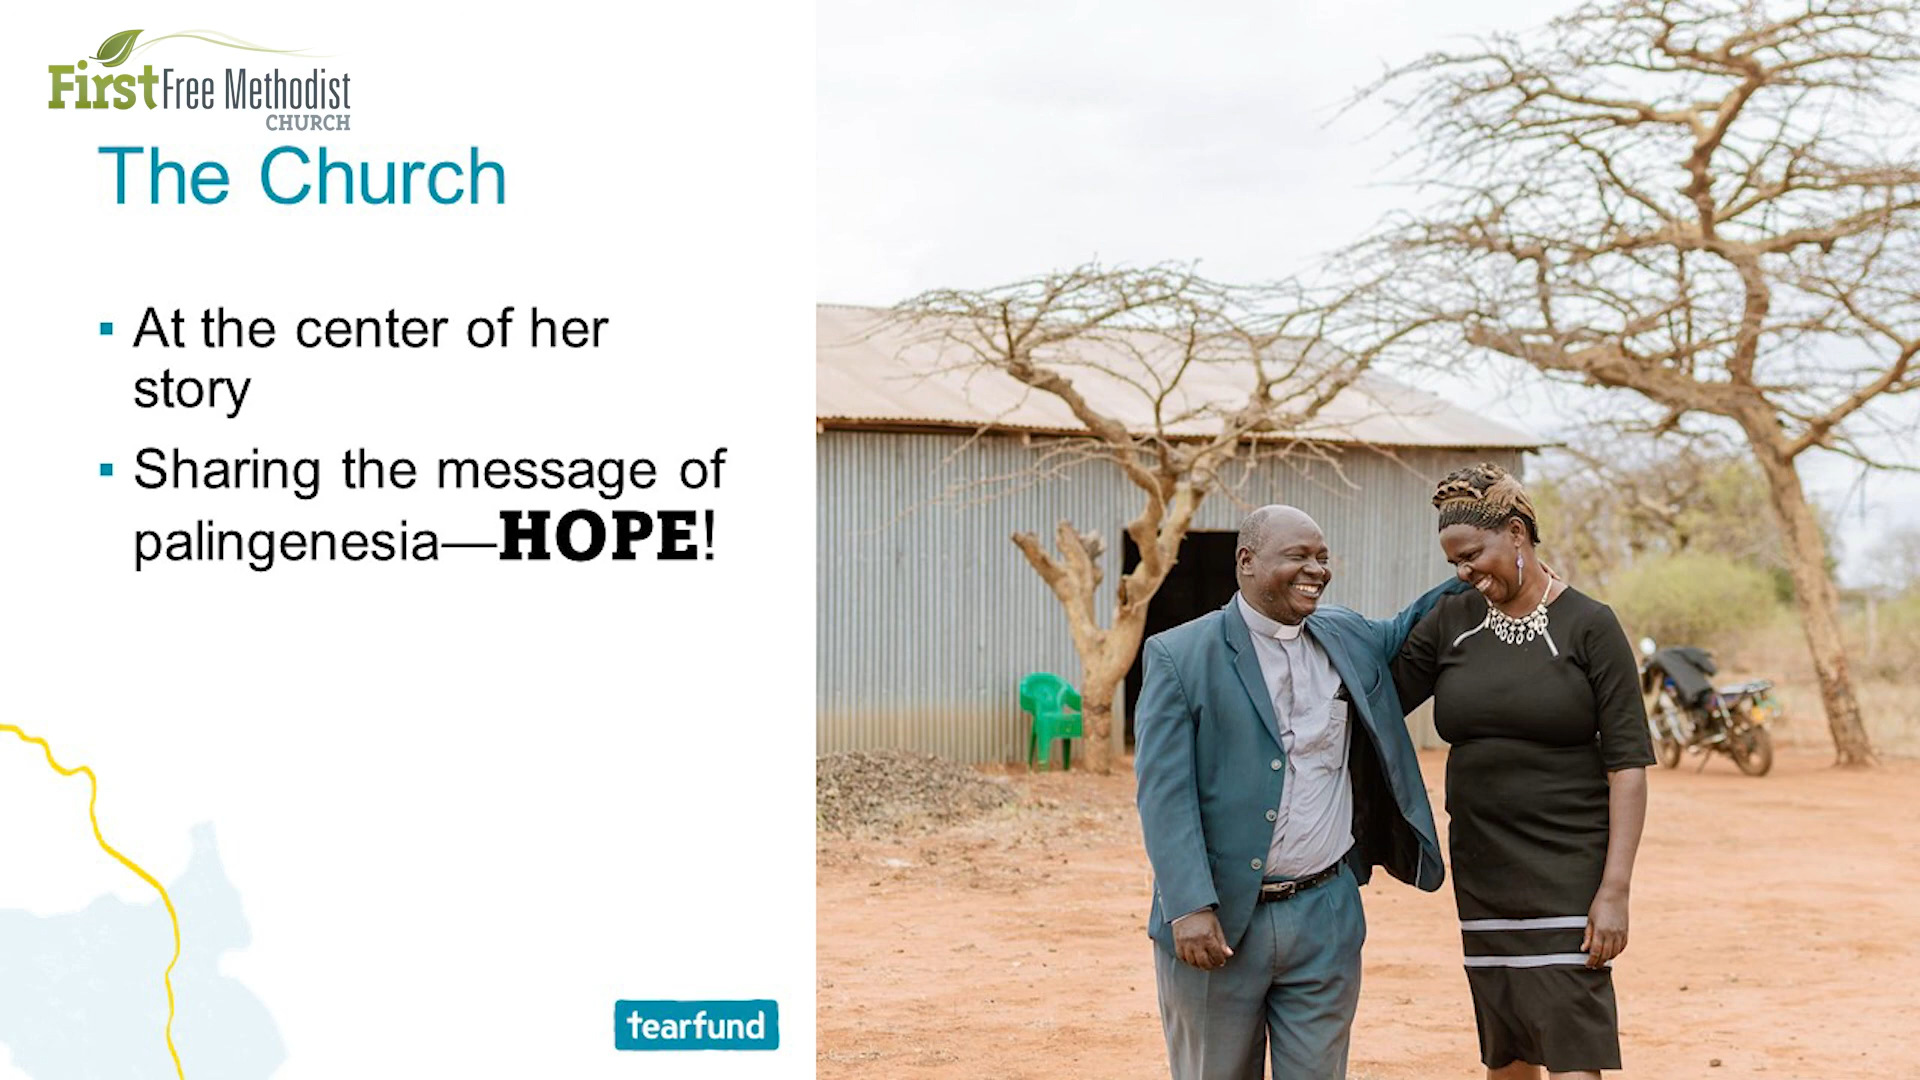 First Free Methodist
CHURCH
The Church
▪ At the center of her
story
▪ Sharing the message of
palingenesia—HOPE!
tearfund